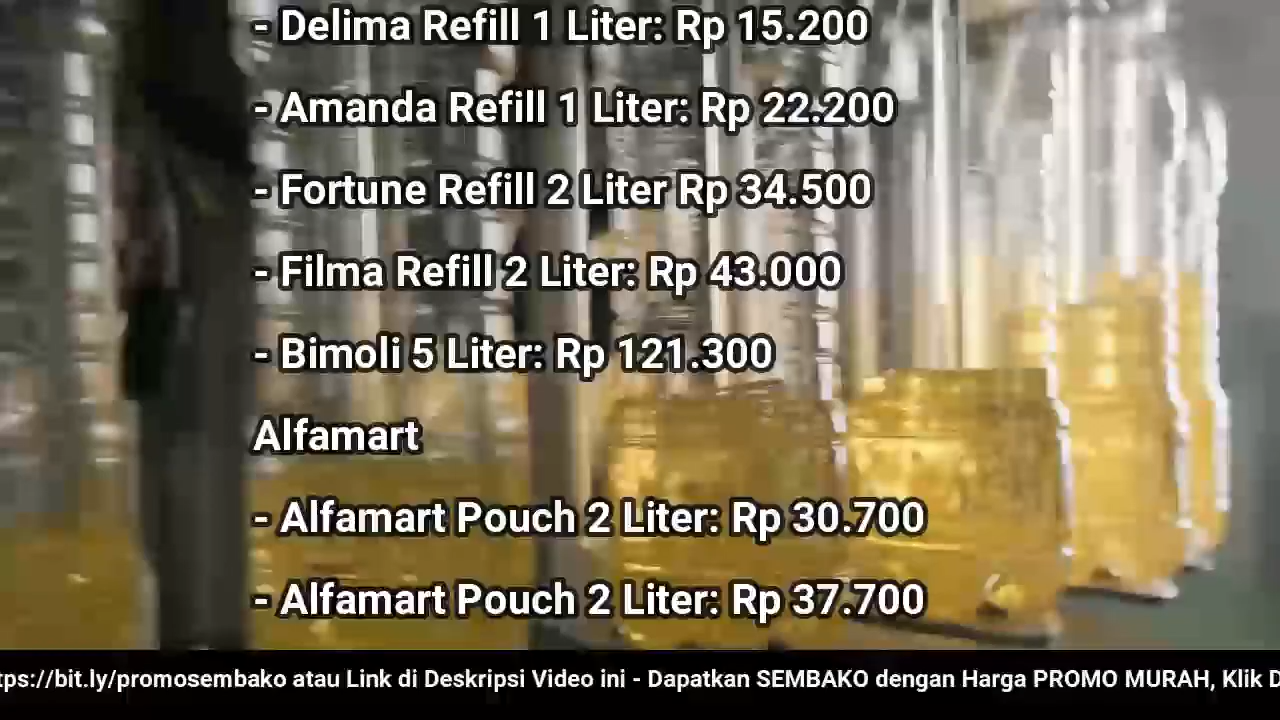 - Delima Refill 1 Liter: Rp 15.200
- Amanda Refill 1 Liter: Rp 22.200
- Fortune Refill 2 Liter Rp 34.500
- Filma Refill 2 Liter: Rp 43.000
- Bimoli 5 Liter: Rp 121.300
Alfamart
- Alfamart Pouch 2 Liter: Rp 30.700
- Alfamart Pouch 2 Liter: Rp 37.700
tps://bit.ly/promosembako atau Link di Deskripsi Video ini - Dapatkan SEMBAKO dengan Harga PROMO MURAH, Klik D